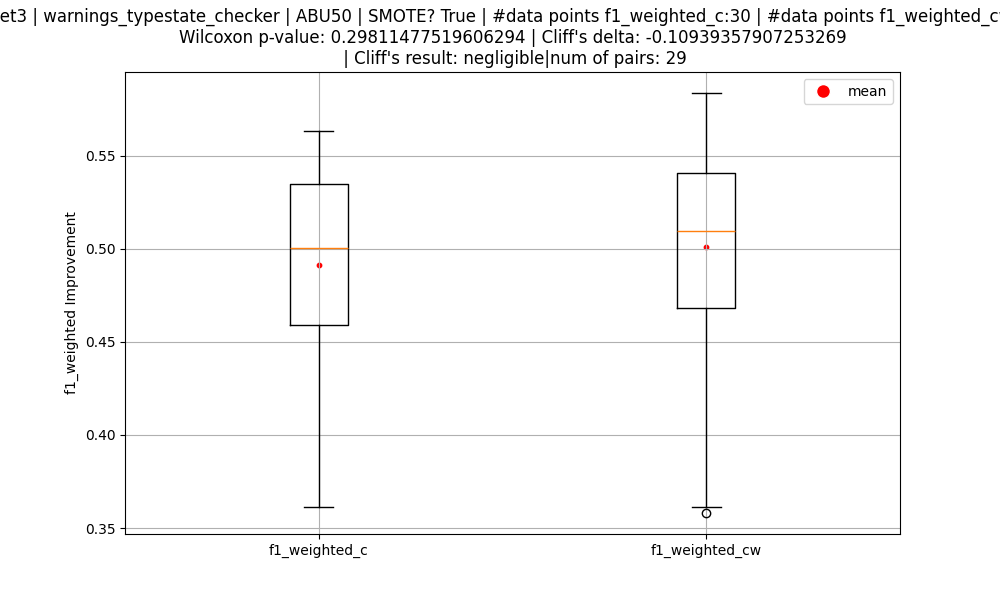 et3 | warnings_typestate_checker | ABU50 | SMOTE? True | #data points f1_weighted_c:30 | #data points f1_weighted_c
Wilcoxon p-value: 0.29811477519606294 | Cliff's delta: -0.10939357907253269
| Cliff's result: negligible|num of pairs: 29
mean
0.55
0.50
0.45
0.40
0.35
f1_weighted Improvement
f1_weighted_c
f1_weighted_cw